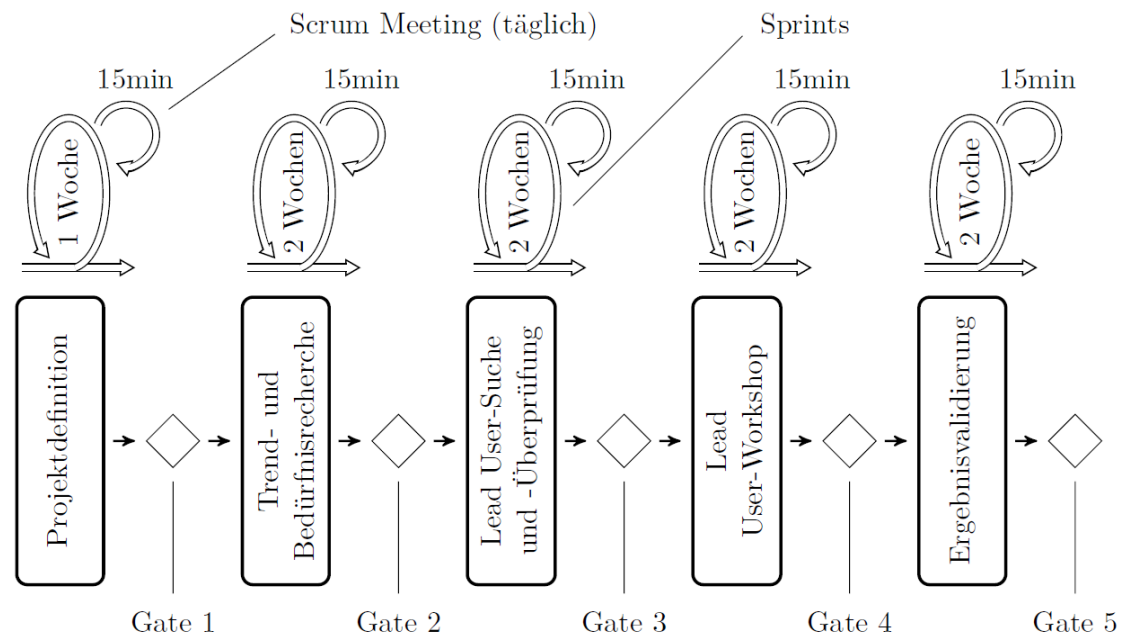 Scrum Meeting (täglich)
Sprints
15min
15min
15min
15min
15min
1 Woche
2 Wochen
2 Wochen
2 Wochen
2 Woche
Projektdefinition
Trend- und
Bedürfnisrecherche
Lead User-Suche
und -Überprüfung
Lead
User-Workshop
Ergebnisvalidierung
Gate 1
Gate 2
Gate 3
Gate 4
Gate 5